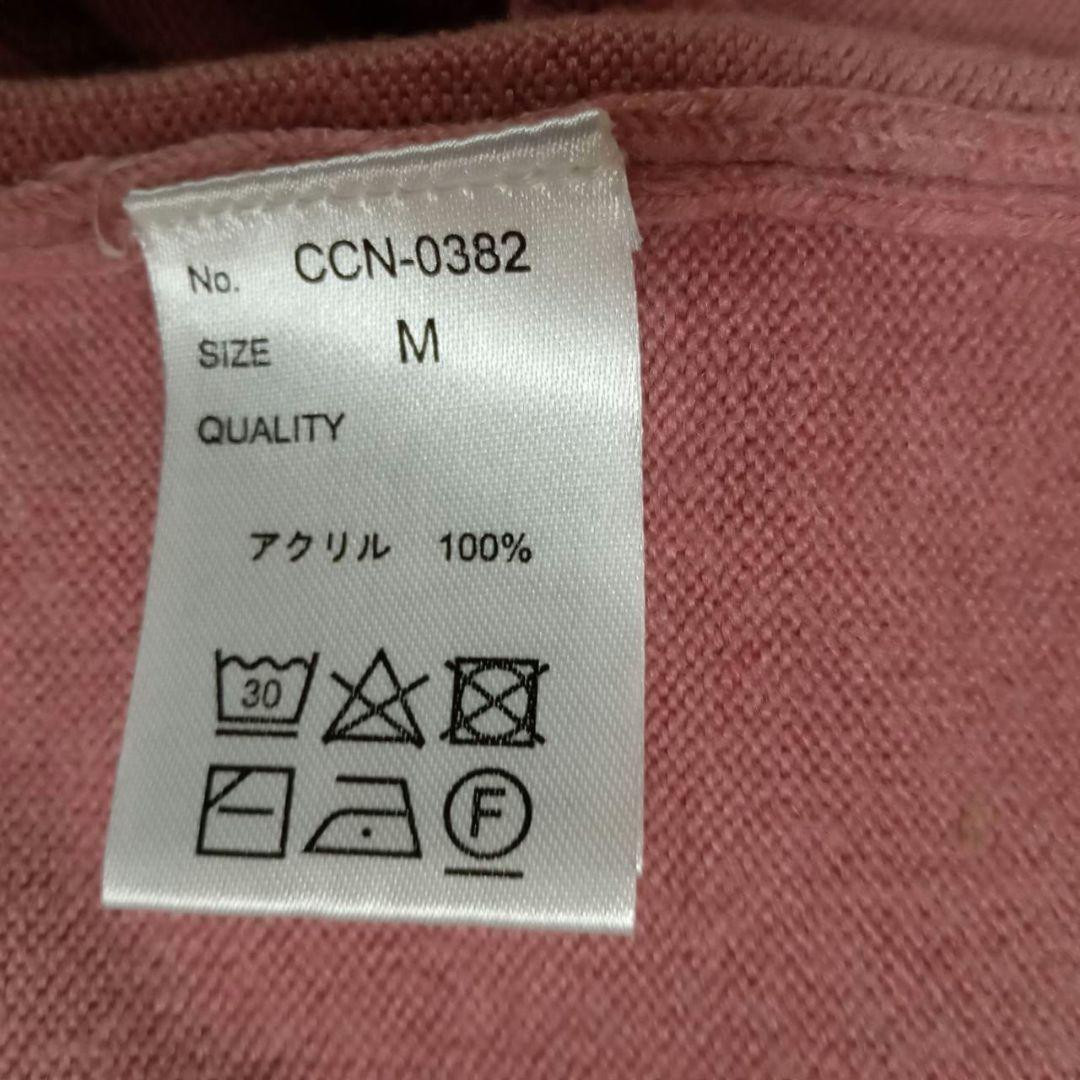 No. CCN-0382
SIZE M
QUALITY
アクリル 100%
30
F